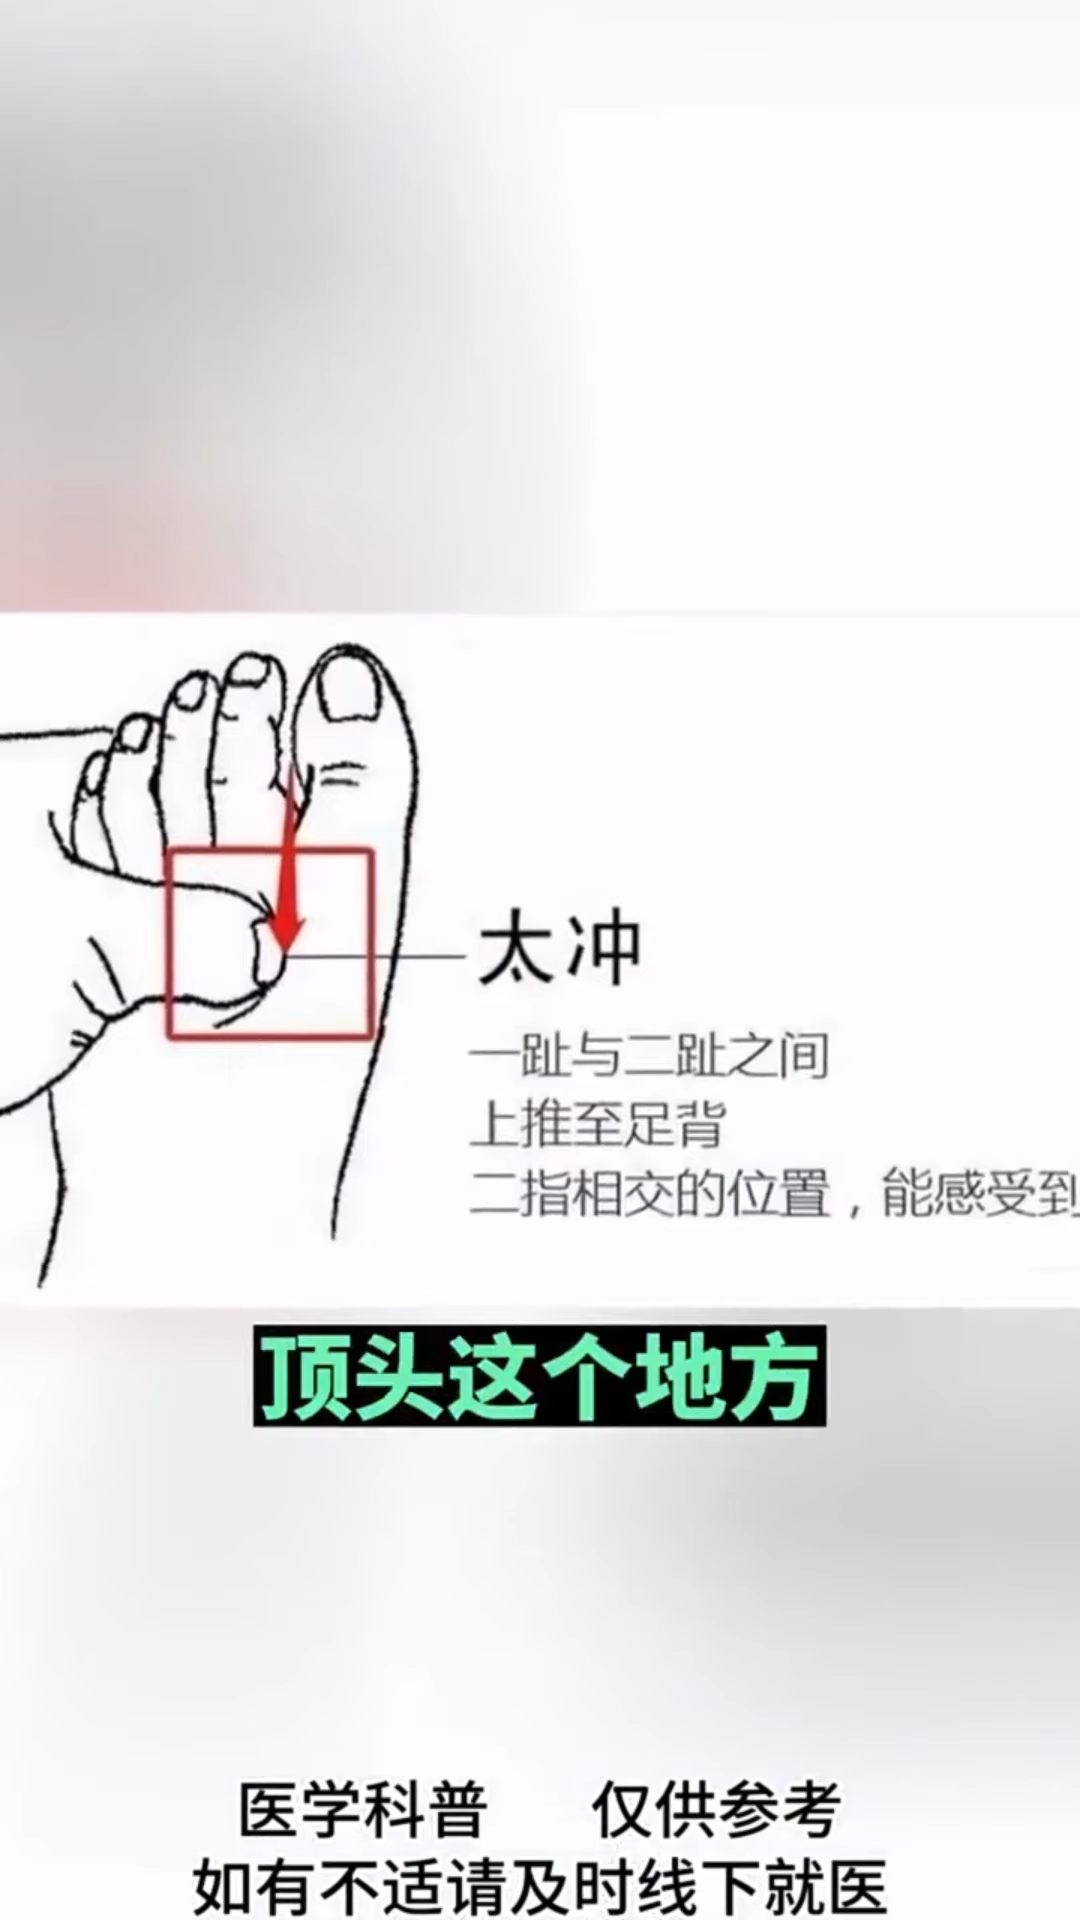 太冲
一趾与二趾之间
上推至足背
二指相交的位置，能感受到
顶头这个地方
医学科普 仅供参考
如有不适请及时线下就医